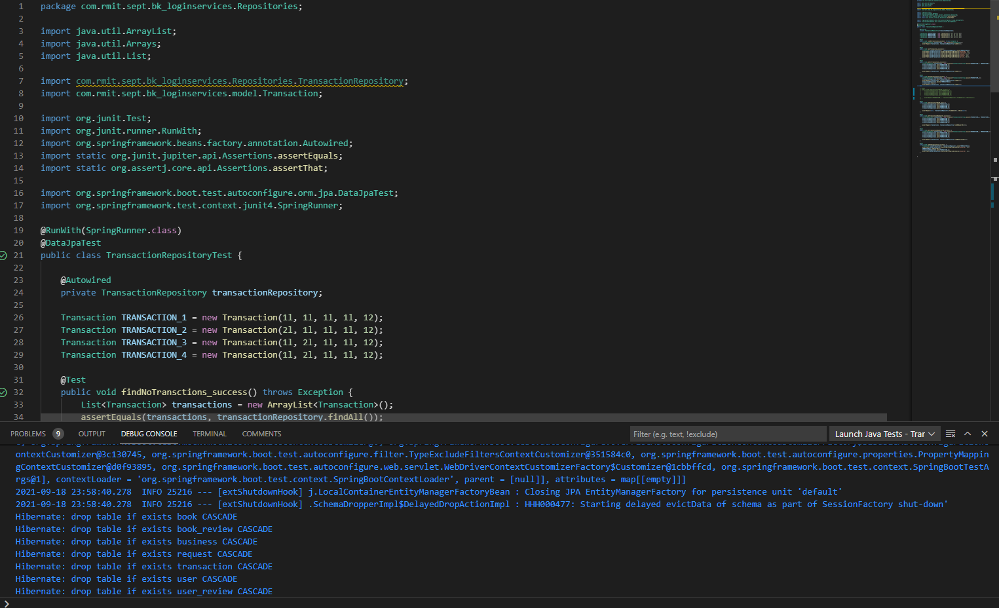 1 package com.rmit.sept.bk_loginservices.Repositories;
2
3 import java.util.ArrayList;
4 import java.util.Arrays;
5 import java.util.List;
6
7 import com.rmit.sept.bk_loginservices.Repositories.TransactionRepository;
8 import com.rmit.sept.bk_loginservices.model.Transaction;
9
10 import org.junit.Test;
11 import org.junit.runner.RunWith;
12 import org.springframework.beans.factory.annotation.Autowired;
13 import static org.junit.jupiter.api.Assertions.assertEquals;
14 import static org.assertj.core.api.Assertions.assertThat;
15
16 import org.springframework.boot.test.autoconfigure.orm.jpa.DataJpaTest;
17 import org.springframework.test.context.junit4.SpringRunner;
18
19 @RunWith(SpringRunner.class)
20 @DataJpaTest
21 public class TransactionRepositoryTest {
22
23 @Autowired
24 private TransactionRepository transactionRepository;
25
26 Transaction TRANSACTION_1 = new Transaction(1l, 1l, 1l, 1l, 12);
27 Transaction TRANSACTION_2 = new Transaction(2l, 1l, 1l, 1l, 12);
28 Transaction TRANSACTION_3 = new Transaction(1l, 2l, 1l, 1l, 12);
29 Transaction TRANSACTION_4 = new Transaction(1l, 2l, 1l, 1l, 12);
30
31 @Test
32 public void findNoTransctions_success() throws Exception {
33 List<Transaction> transactions = new ArrayList<Transaction>();
34 assertEquals(transactions, transactionRepository.findAll());
PROBLEMS 9 OUTPUT DEBUG CONSOLE TERMINAL COMMENTS Filter (e.g. text, !exclude) Launch Java Tests - Trar
ontextCustomizer@3c130745, org.springframework.boot.test.autoconfigure.filter.TypeExcludeFiltersContextCustomizer@351584c0, org.springframework.boot.test.autoconfigure.properties.PropertyMappin
gContextCustomizer@d0f93895, org.springframework.boot.test.autoconfigure.web.servlet.WebDriverContextCustomizerFactory$Customizer@1cbbffcd, org.springframework.boot.test.context.SpringBootTestA
rgs@1], contextLoader = 'org.springframework.boot.test.context.SpringBootContextLoader', parent = [null]], attributes = map[[empty]]]
2021-09-18 23:58:40.278 INFO 25216 --- [extShutdownHook] j.LocalContainerEntityManagerFactoryBean : Closing JPA EntityManagerFactory for persistence unit 'default'
2021-09-18 23:58:40.278 INFO 25216 --- [extShutdownHook] .SchemaDropperImpl$DelayedDropActionImpl : HHH000477: Starting delayed evictData of schema as part of SessionFactory shut-down'
Hibernate: drop table if exists book CASCADE
Hibernate: drop table if exists book_review CASCADE
Hibernate: drop table if exists business CASCADE
Hibernate: drop table if exists request CASCADE
Hibernate: drop table if exists transaction CASCADE
Hibernate: drop table if exists user CASCADE
Hibernate: drop table if exists user_review CASCADE